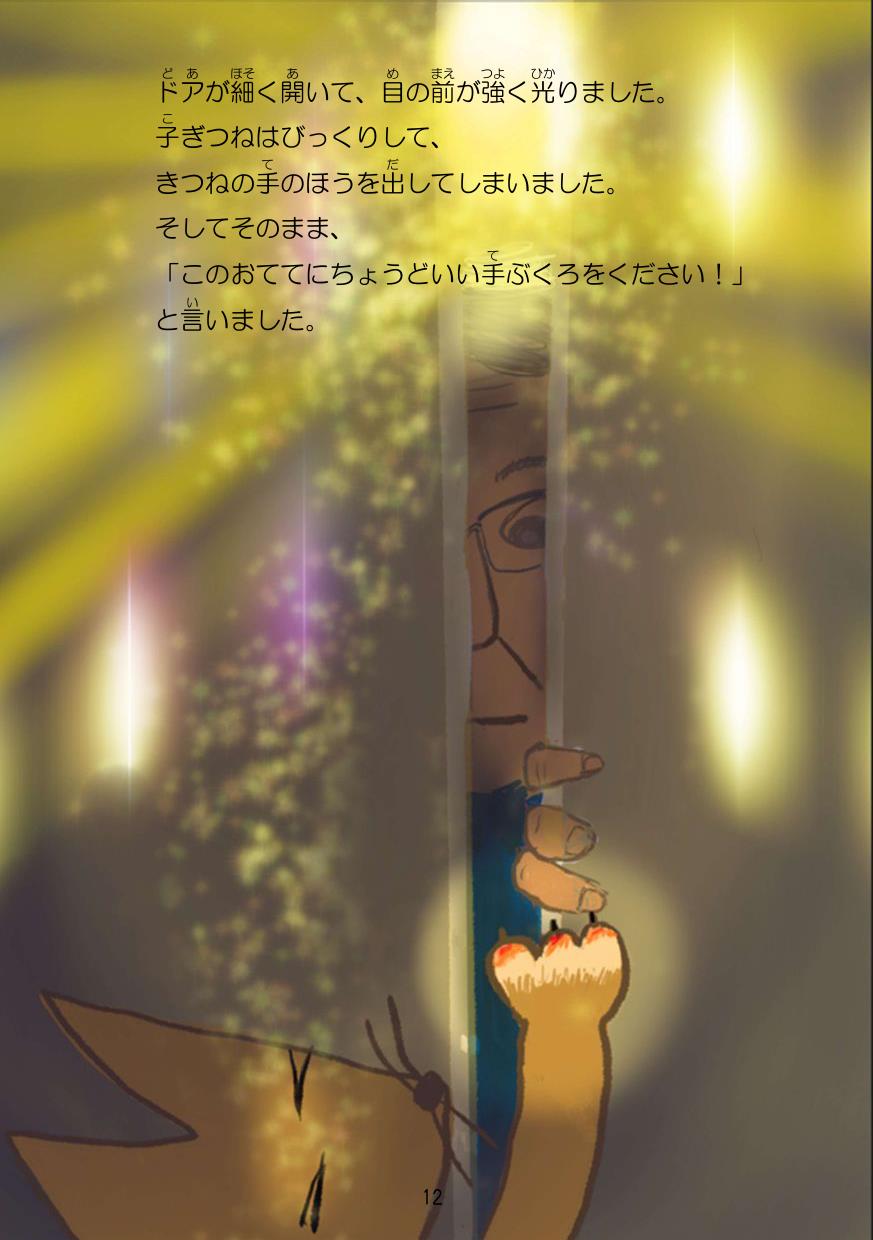 ドアが細く開いて、目の前が強く光りました。
子ぎつねはびっくりして、
きつねの手のほうを出してしまいました。
そしてそのまま、
「このおててにちょうどいい手ぶくろをください！」
と言いました。
12